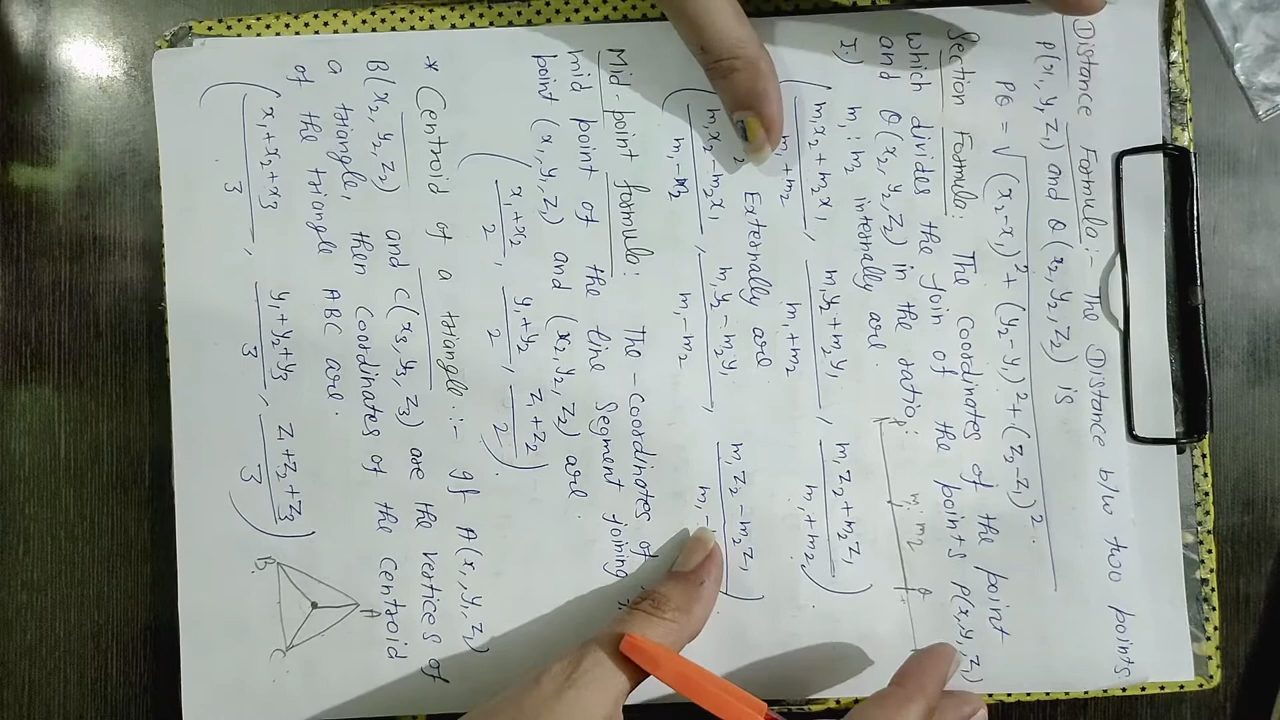 Distance Formula:- The Distance b/w two points
P(x₁ y₁ z₁) and Q(x₂, y₂, z₂) is
PQ = √(x₂-x₁)² + (y₂-y₁)² + (z₂-z₁)².
Section Formula: The coordinates of the point
which divides the join of the points P(x₁y₁z₁)
and Q(x₂, y₂, z₂) in the ratio,
I.) m₁ : m₂ internally are.
m₁ : m₂ Q
((m₁x₂+m₂x₁)/(m₁+m₂), (m₁y₂+m₂y₁)/(m₁+m₂), (m₁z₂+m₂z₁)/(m₁+m₂)).
Externally are
((m₁x₂-m₂x₁)/(m₁-m₂), (m₁y₂-m₂y₁)/(m₁-m₂), (m₁z₂-m₂z₁)/(m₁-
Mid-point formula: The -coordinates of
mid point of the line Segment joining
point (x₁ y₁ z₁) and (x₂, y₂, z₂) are.
((x₁+x₂)/2, (y₁+y₂)/2, (z₁+z₂)/2).
* Centroid of a triangle:- If A(x₁ y₁ z₁)
B(x₂ y₂, z₂) and C(x₃, y₃, z₃) are the vertices of
a triangle, then coordinates of the centroid
of the triangle ABC are.
((x₁+x₂+x₃)/3, (y₁+y₂+y₃)/3, (z₁+z₂+z₃)/3)
A
B
C